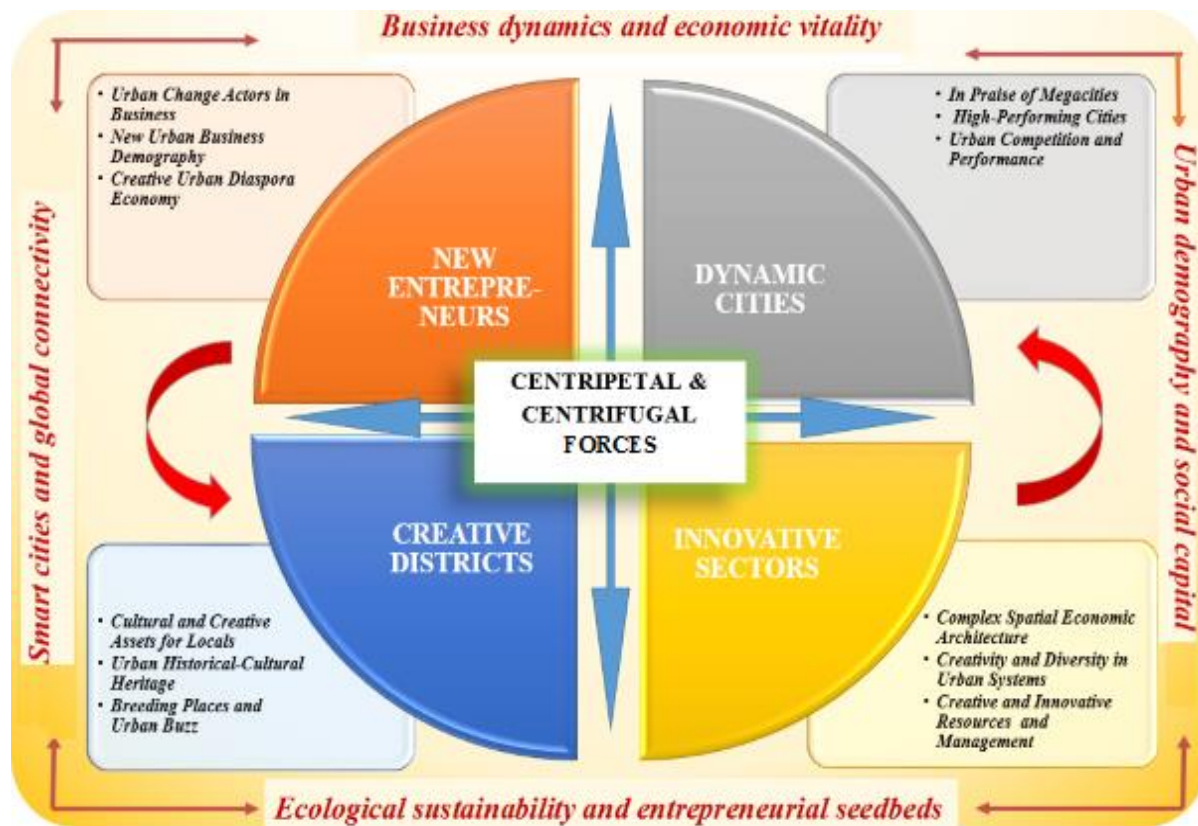 Business dynamics and economic vitality
• Urban Change Actors in
Business
• New Urban Business
Demography
• Creative Urban Diaspora
Economy
• In Praise of Megacities
• High-Performing Cities
• Urban Competition and
Performance
Smart cities and global connectivity
Urban denography and social capital
NEW
ENTREPRE-
NEURS
DYNAMIC
CITIES
CENTRIPETAL &
CENTRIFUGAL
FORCES
CREATIVE
DISTRICTS
INNOVATIVE
SECTORS
• Cultural and Creative
Assets for Locals
• Urban Historical-Cultural
Heritage
• Breeding Places and
Urban Buzz
• Complex Spatial Economic
Architecture
• Creativity and Diversity in
Urban Systems
• Creative and Innovative
Resources and
Management
Ecological sustainability and entrepreneurial seedbeds